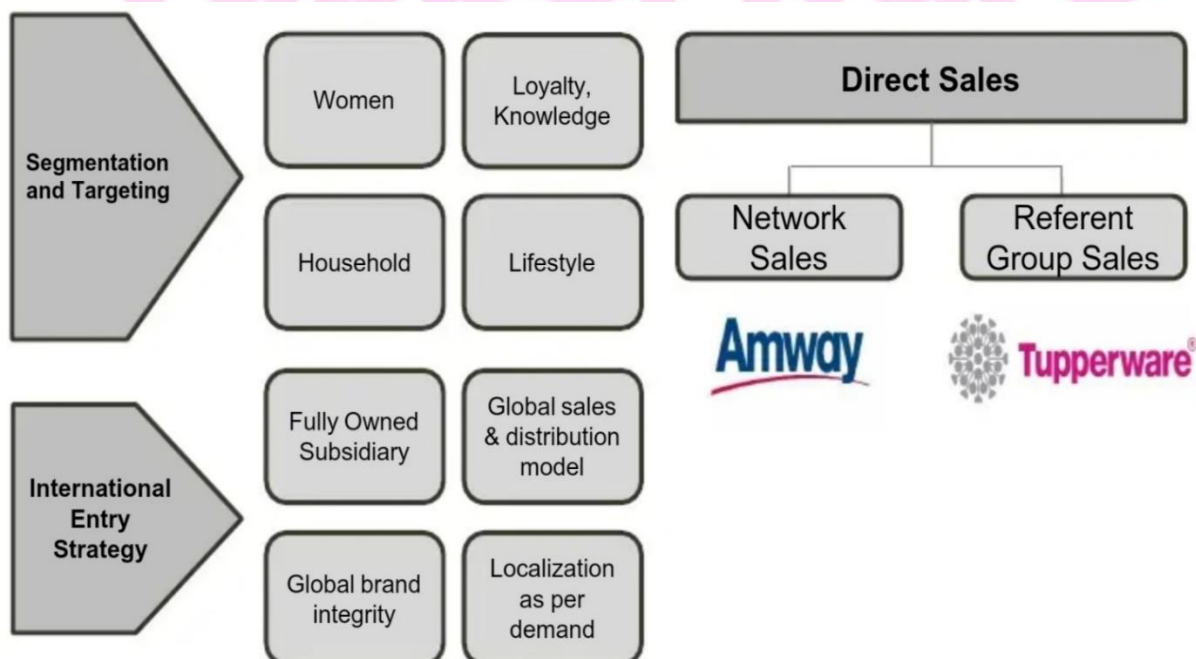 Segmentation
and Targeting
Women
Loyalty,
Knowledge
Household
Lifestyle
International
Entry
Strategy
Fully Owned
Subsidiary
Global sales
& distribution
model
Global brand
integrity
Localization
as per
demand
Direct Sales
Network
Sales
Referent
Group Sales
Amway
Tupperware®